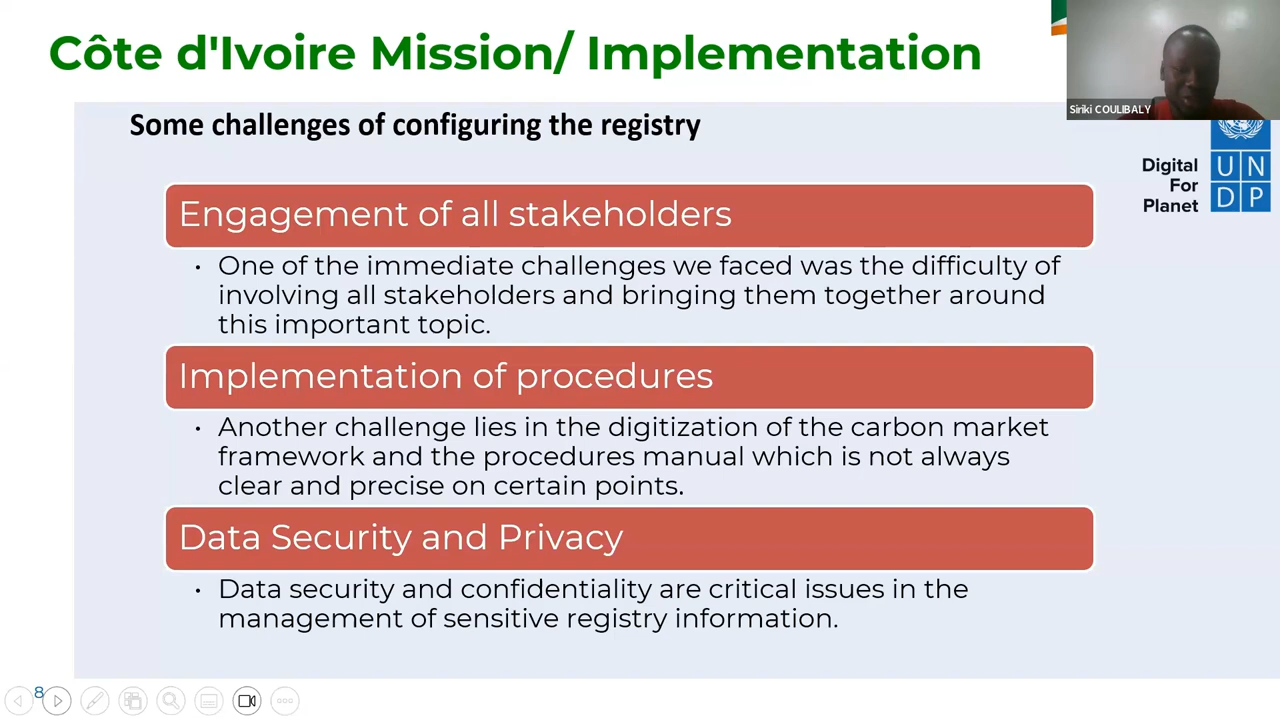 Côte d'Ivoire Mission/ Implementation
Siriki COULIBALY
Some challenges of configuring the registry
Digital
For
Planet
U N
D P
Engagement of all stakeholders
• One of the immediate challenges we faced was the difficulty of
involving all stakeholders and bringing them together around
this important topic.
Implementation of procedures
• Another challenge lies in the digitization of the carbon market
framework and the procedures manual which is not always
clear and precise on certain points.
Data Security and Privacy
• Data security and confidentiality are critical issues in the
management of sensitive registry information.
8